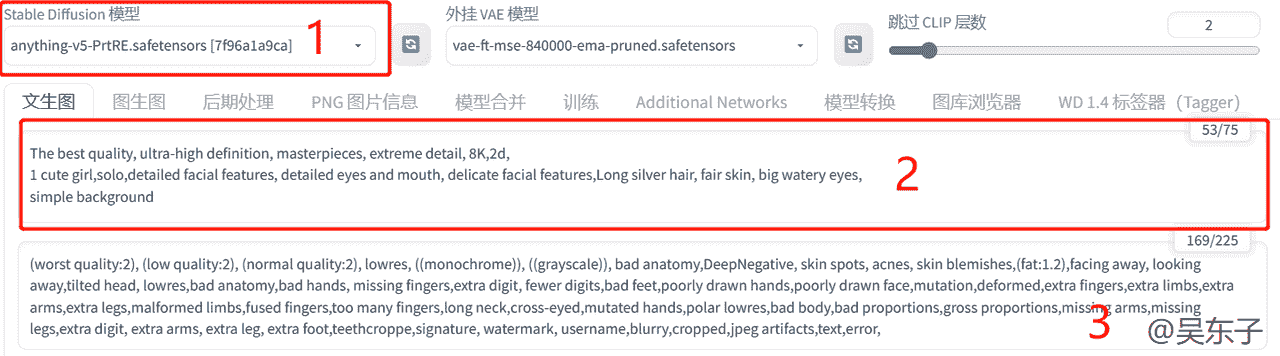 Stable Diffusion 模型
外挂 VAE 模型
跳过 CLIP 层数
2
anything-v5-PrtRE.safetensors [7f96a1a9ca]
1
vae-ft-mse-840000-ema-pruned.safetensors
文生图 图生图 后期处理 PNG 图片信息 模型合并 训练 Additional Networks 模型转换 图库浏览器 WD 1.4 标签器 (Tagger)
53/75
The best quality, ultra-high definition, masterpieces, extreme detail, 8K,2d,
1 cute girl,solo,detailed facial features, detailed eyes and mouth, delicate facial features,Long silver hair, fair skin, big watery eyes,
simple background
2
169/225
(worst quality:2), (low quality:2), (normal quality:2), lowres, ((monochrome)), ((grayscale)), bad anatomy,DeepNegative, skin spots, acnes, skin blemishes,(fat:1.2),facing away, looking
away,tilted head, lowres,bad anatomy,bad hands, missing fingers,extra digit, fewer digits,bad feet,poorly drawn hands,poorly drawn face,mutation,deformed,extra fingers,extra limbs,extra
arms,extra legs,malformed limbs,fused fingers,too many fingers,long neck,cross-eyed,mutated hands,polar lowres,bad body,bad proportions,gross proportions,missing arms,missing
legs,extra digit, extra arms, extra leg, extra foot,teethcroppe,signature, watermark, username,blurry,cropped,jpeg artifacts,text,error,
3
@吴东子